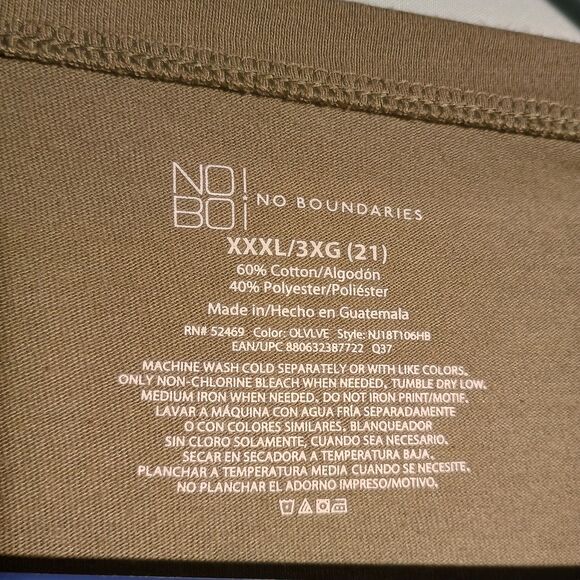 NO!
BO¡ NO BOUNDARIES
XXXL/3XG (21)
60% Cotton/Algodón
40% Polyester/Poliéster
Made in/Hecho en Guatemala
RN# 52469 Color: OLVLVE Style: NJ18T106HB
EAN/UPC 880632387722 Q37
MACHINE WASH COLD SEPARATELY OR WITH LIKE COLORS.
ONLY NON-CHLORINE BLEACH WHEN NEEDED, TUMBLE DRY LOW.
MEDIUM IRON WHEN NEEDED. DO NOT IRON PRINT/MOTIF.
LAVAR A MÁQUINA CON AGUA FRÍA SEPARADAMENTE
O CON COLORES SIMILARES. BLANQUEADOR
SIN CLORO SOLAMENTE, CUANDO SEA NECESARIO.
SECAR EN SECADORA A TEMPERATURA BAJA.
PLANCHAR A TEMPERATURA MEDIA CUANDO SE NECESITE,
NO PLANCHAR EL ADORNO IMPRESO/MOTIVO.